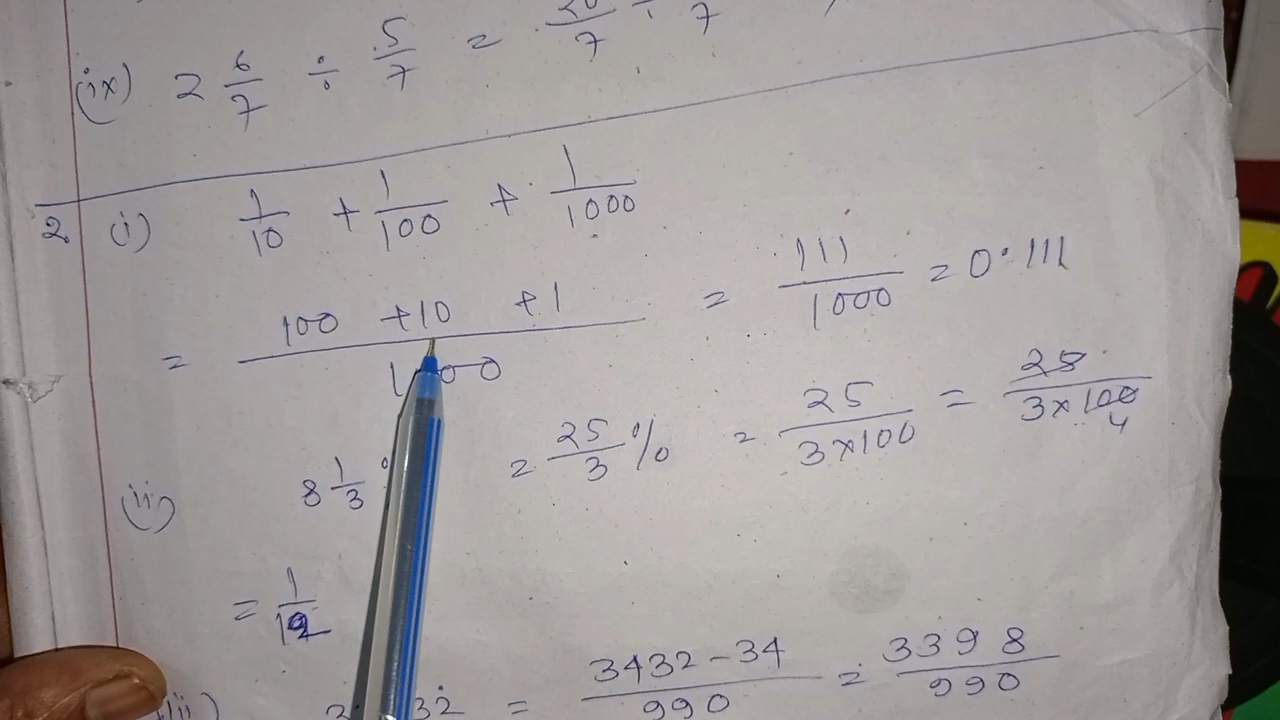 (ix) 2 6/7 ÷ 5/7 = 20/7 ÷ 7
2 (i) 1/10 + 1/100 + 1/1000
= 100 + 10 + 1 / 1000 = 111/1000 = 0.111
(ii) 8 1/3 = 25/3 % = 25/3×100 = 25/3×100 4
= 1/12
= 3432-34/990 = 3398/990